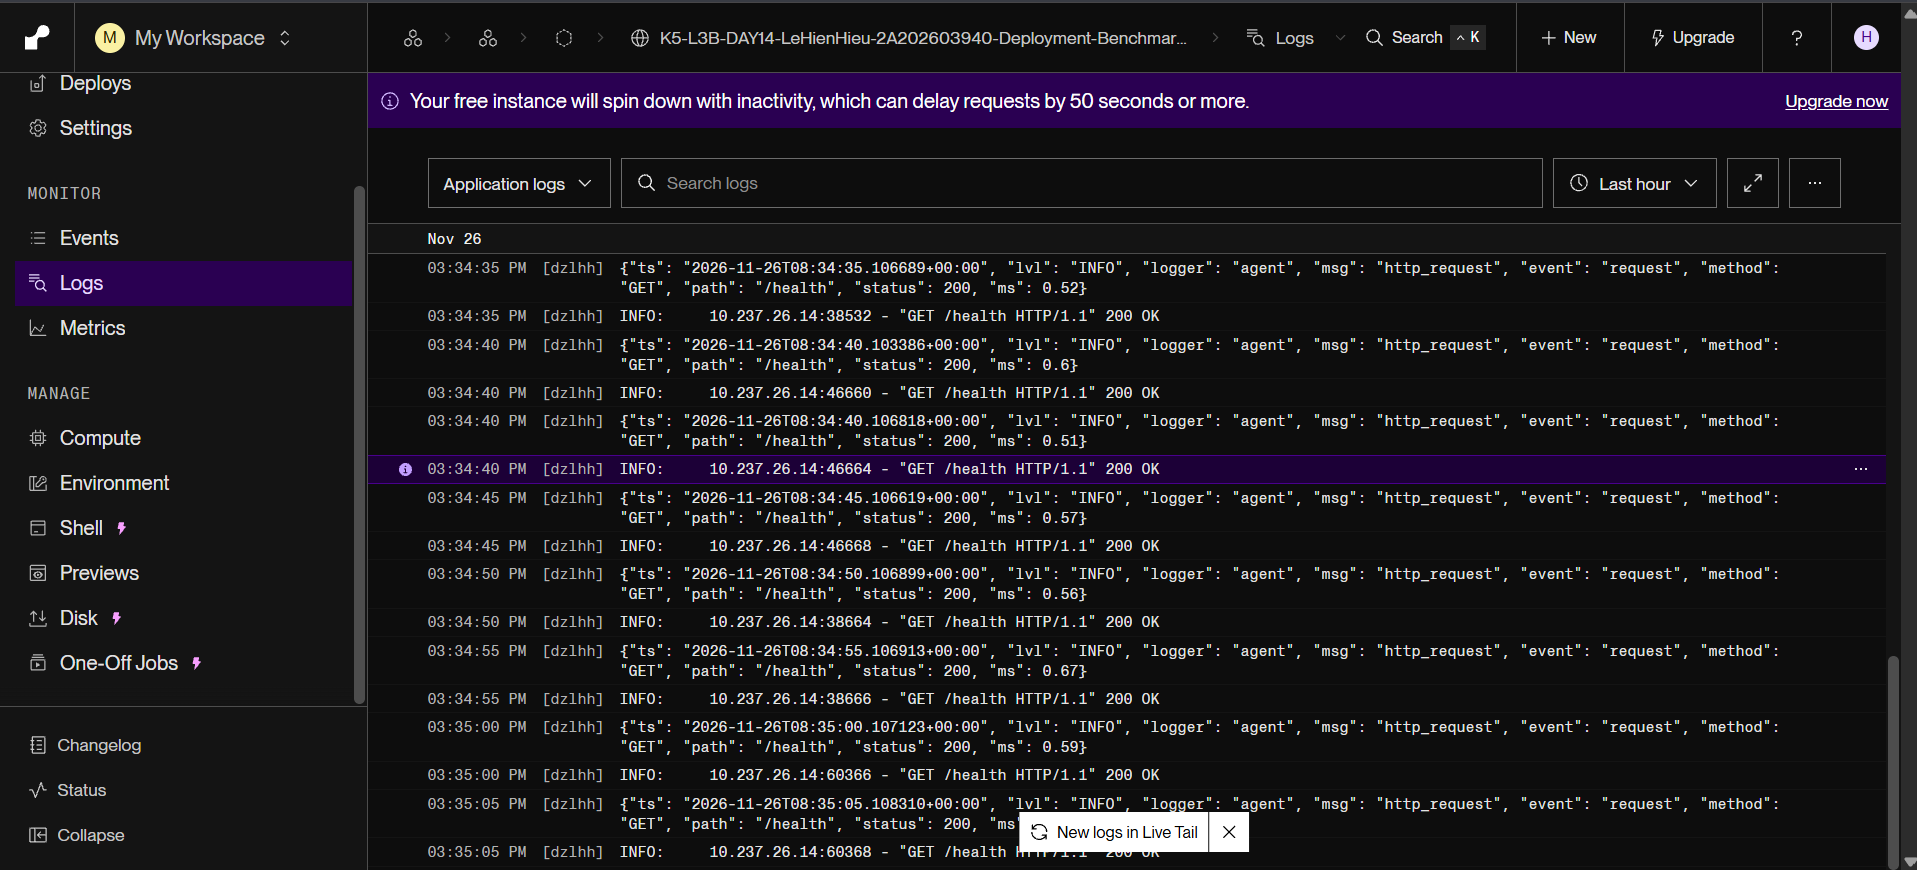 M My Workspace
K5-L3B-DAY14-LeHienHieu-2A202603940-Deployment-Benchmar...
Logs
Search ^ K
+ New
Upgrade
?
H
Deploys
Settings
MONITOR
Events
Logs
Metrics
MANAGE
Compute
Environment
Shell
Previews
Disk
One-Off Jobs
Changelog
Status
Collapse
Your free instance will spin down with inactivity, which can delay requests by 50 seconds or more.
Upgrade now
Application logs
Search logs
Last hour
...
Nov 26
03:34:35 PM [dzlhh] {"ts": "2026-11-26T08:34:35.106689+00:00", "lvl": "INFO", "logger": "agent", "msg": "http_request", "event": "request", "method":
"GET", "path": "/health", "status": 200, "ms": 0.52}
03:34:35 PM [dzlhh] INFO: 10.237.26.14:38532 - "GET /health HTTP/1.1" 200 OK
03:34:40 PM [dzlhh] {"ts": "2026-11-26T08:34:40.103386+00:00", "lvl": "INFO", "logger": "agent", "msg": "http_request", "event": "request", "method":
"GET", "path": "/health", "status": 200, "ms": 0.6}
03:34:40 PM [dzlhh] INFO: 10.237.26.14:46660 - "GET /health HTTP/1.1" 200 OK
03:34:40 PM [dzlhh] {"ts": "2026-11-26T08:34:40.106818+00:00", "lvl": "INFO", "logger": "agent", "msg": "http_request", "event": "request", "method":
"GET", "path": "/health", "status": 200, "ms": 0.51}
03:34:40 PM [dzlhh] INFO: 10.237.26.14:46664 - "GET /health HTTP/1.1" 200 OK ...
03:34:45 PM [dzlhh] {"ts": "2026-11-26T08:34:45.106619+00:00", "lvl": "INFO", "logger": "agent", "msg": "http_request", "event": "request", "method":
"GET", "path": "/health", "status": 200, "ms": 0.57}
03:34:45 PM [dzlhh] INFO: 10.237.26.14:46668 - "GET /health HTTP/1.1" 200 OK
03:34:50 PM [dzlhh] {"ts": "2026-11-26T08:34:50.106899+00:00", "lvl": "INFO", "logger": "agent", "msg": "http_request", "event": "request", "method":
"GET", "path": "/health", "status": 200, "ms": 0.56}
03:34:50 PM [dzlhh] INFO: 10.237.26.14:38664 - "GET /health HTTP/1.1" 200 OK
03:34:55 PM [dzlhh] {"ts": "2026-11-26T08:34:55.106913+00:00", "lvl": "INFO", "logger": "agent", "msg": "http_request", "event": "request", "method":
"GET", "path": "/health", "status": 200, "ms": 0.67}
03:34:55 PM [dzlhh] INFO: 10.237.26.14:38666 - "GET /health HTTP/1.1" 200 OK
03:35:00 PM [dzlhh] {"ts": "2026-11-26T08:35:00.107123+00:00", "lvl": "INFO", "logger": "agent", "msg": "http_request", "event": "request", "method":
"GET", "path": "/health", "status": 200, "ms": 0.59}
03:35:00 PM [dzlhh] INFO: 10.237.26.14:60366 - "GET /health HTTP/1.1" 200 OK
03:35:05 PM [dzlhh] {"ts": "2026-11-26T08:35:05.108310+00:00", "lvl": "INFO", "logger": "agent", "msg": "http_request", "event": "request", "method":
"GET", "path": "/health", "status": 200, "ms
New logs in Live Tail
03:35:05 PM [dzlhh] INFO: 10.237.26.14:60368 - "GET /health HTTP/1.1" 200 OK